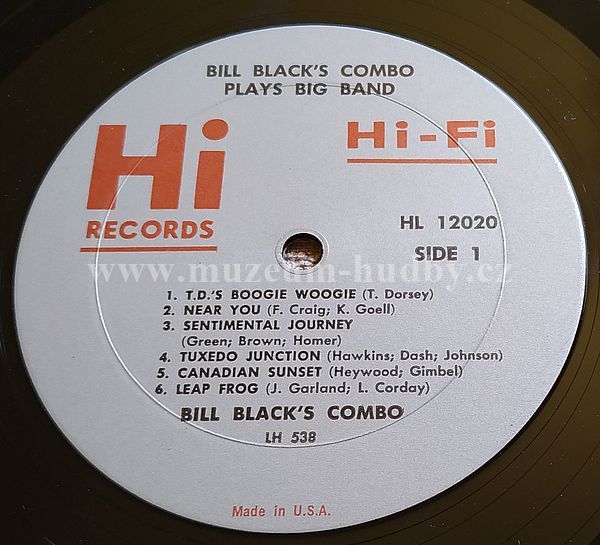 BILL BLACK'S COMBO
PLAYS BIG BAND
Hi
RECORDS
Hi-Fi
HL 12020
SIDE 1
www.muzeum-hudby.cz
1. T.D.'S BOOGIE WOOGIE (T. Dorsey)
2. NEAR YOU (F. Craig; K. Goell)
3. SENTIMENTAL JOURNEY
(Green; Brown; Homer)
4. TUXEDO JUNCTION (Hawkins; Dash; Johnson)
5. CANADIAN SUNSET (Heywood; Gimbel)
6. LEAP FROG (J. Garland; L. Corday)
BILL BLACK'S COMBO
LH 538
Made in U.S.A.